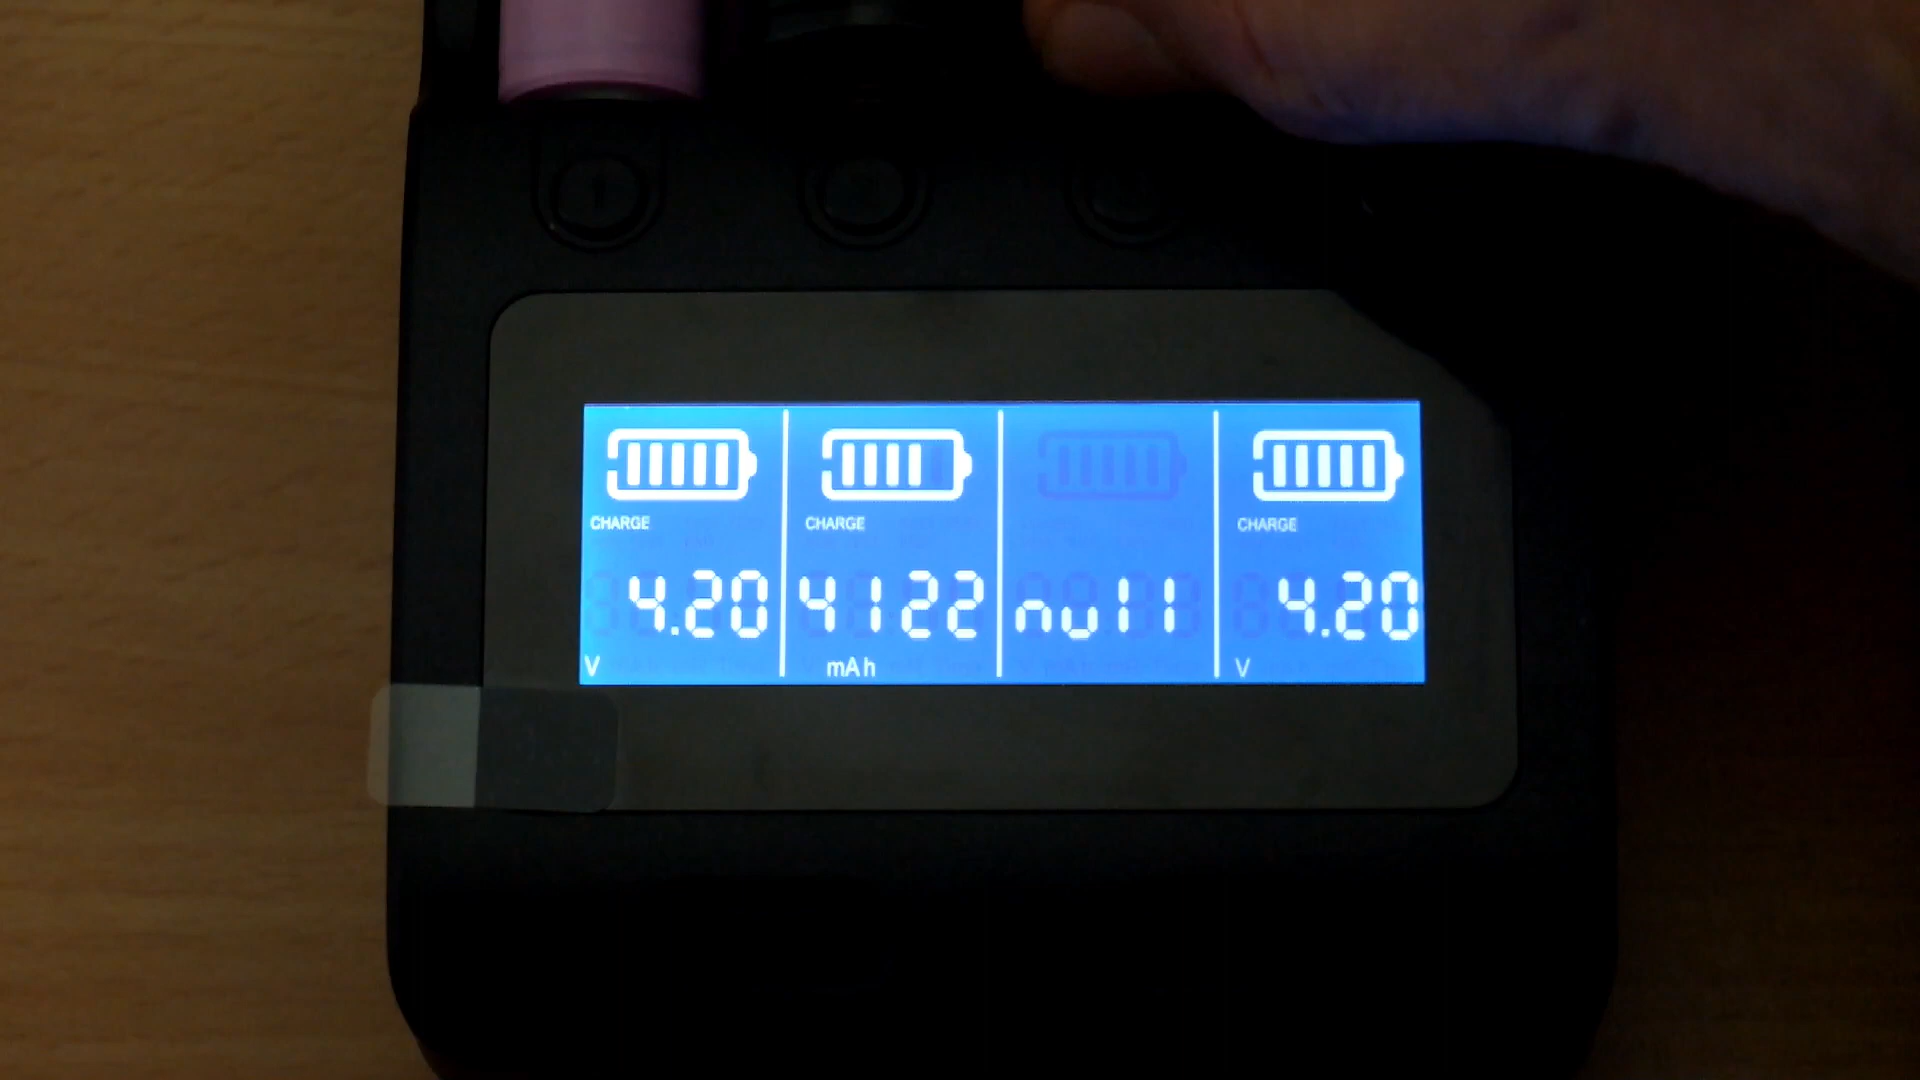 CHARGE CHARGE CHARGE
4.20 4122 null 4.20
V mAh V